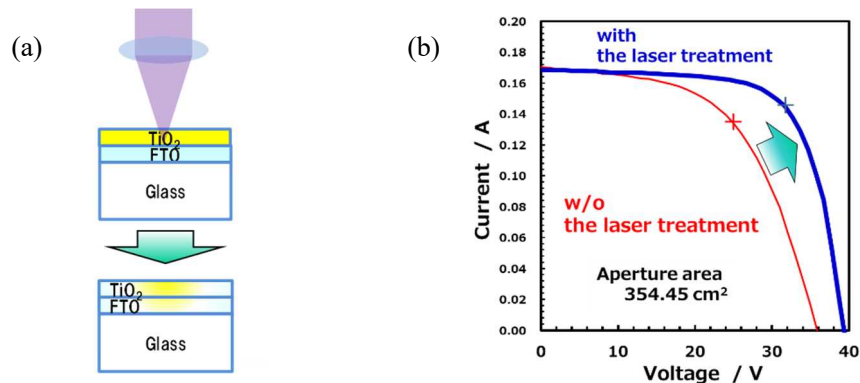 (a)
TiO2
FTO
Glass
TiO2
FTO
Glass
(b)
Current / A
0.20
0.18
0.16
0.14
0.12
0.10
0.08
0.06
0.04
0.02
0.00
with
the laser treatment
w/o
the laser treatment
Aperture area
354.45 cm²
0
10
20
30
40
Voltage / V